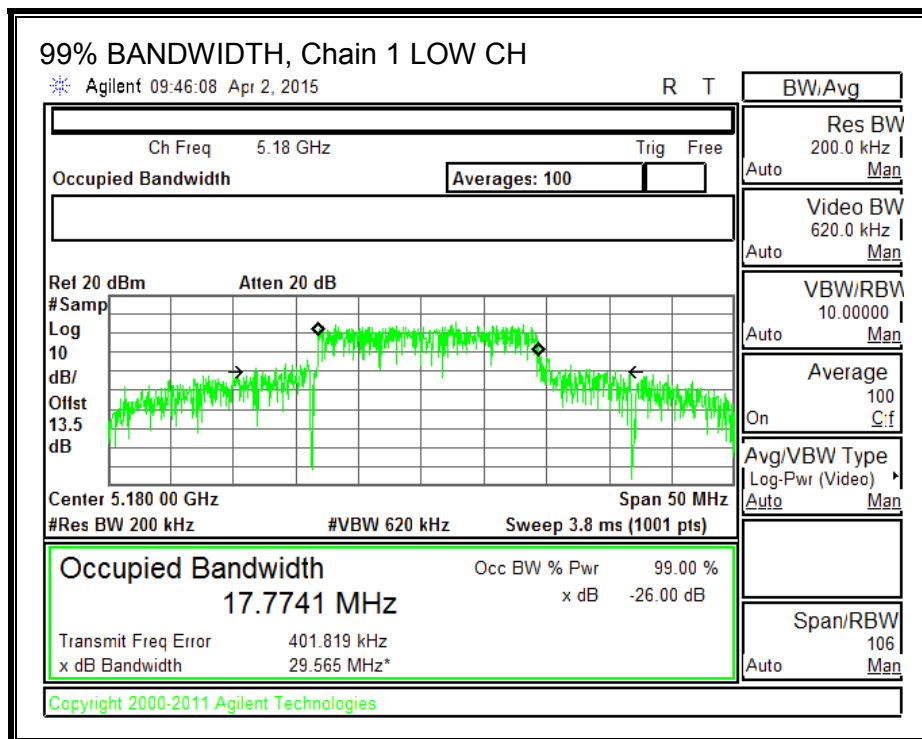 99% BANDWIDTH, Chain 1 LOW CH
Agilent 09:46:08 Apr 2, 2015 R T
BW/Avg
Ch Freq 5.18 GHz Trig Free
Occupied Bandwidth Averages: 100
Res BW
200.0 kHz
Auto Man
Video BW
620.0 kHz
Auto Man
VBW/RBW
10.00000
Auto Man
Average
100
On
Avg/VBW Type
Log-Pwr (Video)
Auto Man
Span/RBW
106
Auto Man
Ref 20 dBm Atten 20 dB
#Samp
Log
10
dB/
Offst
13.5
dB
Center 5.180 00 GHz Span 50 MHz
#Res BW 200 kHz #VBW 620 kHz Sweep 3.8 ms (1001 pts)
Occupied Bandwidth
17.7741 MHz
Occ BW % Pwr 99.00 %
x dB -26.00 dB
Transmit Freq Error 401.819 kHz
x dB Bandwidth 29.565 MHz*
Copyright 2000-2011 Agilent Technologies